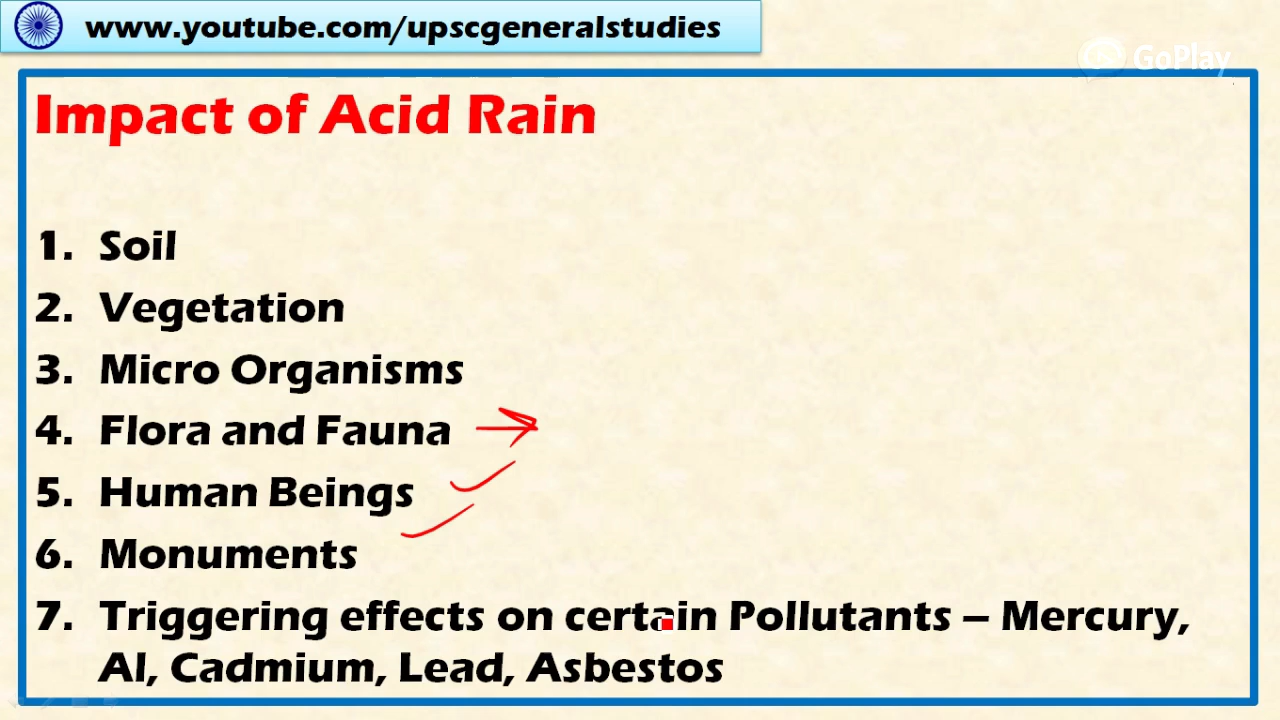 www.youtube.com/upscgeneralstudies
GoPlay
Impact of Acid Rain
1. Soil
2. Vegetation
3. Micro Organisms
4. Flora and Fauna
5. Human Beings
6. Monuments
7. Triggering effects on certain Pollutants – Mercury,
Al, Cadmium, Lead, Asbestos